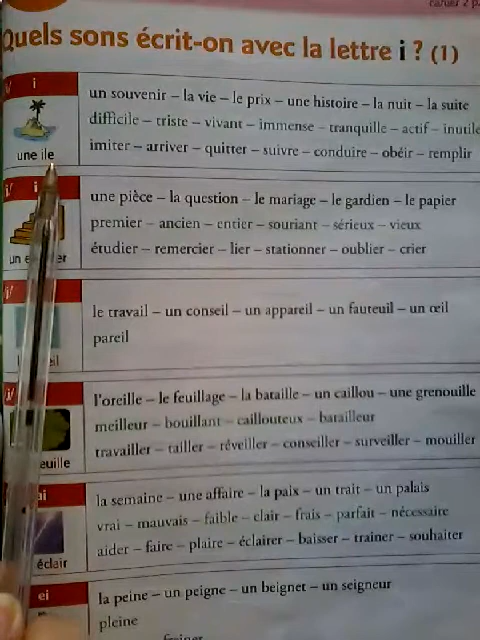 cahier 2 p.
Quels sons écrit-on avec la lettre i ? (1)
i
une île
un souvenir – la vie – le prix – une histoire – la nuit – la suite
difficile – triste – vivant – immense – tranquille – actif – inutile
imiter – arriver – quitter – suivre – conduire – obéir – remplir
i
un e er
une pièce – la question – le mariage – le gardien – le papier
premier – ancien – entier – souriant – sérieux – vieux
étudier – remercier – lier – stationner – oublier – crier
le travail – un conseil – un appareil – un fauteuil – un œil
pareil
euille
l'oreille – le feuillage – la bataille – un caillou – une grenouille
meilleur – bouillant – caillouteux – batailleur
travailler – tailler – réveiller – conseiller – surveiller – mouiller
ai
éclair
la semaine – une affaire – la paix – un trait – un palais
vrai – mauvais – faible – clair – frais – parfait – nécessaire
aider – faire – plaire – éclairer – baisser – trainer – souhaiter
ei
la peine – un peigne – un beignet – un seigneur
pleine